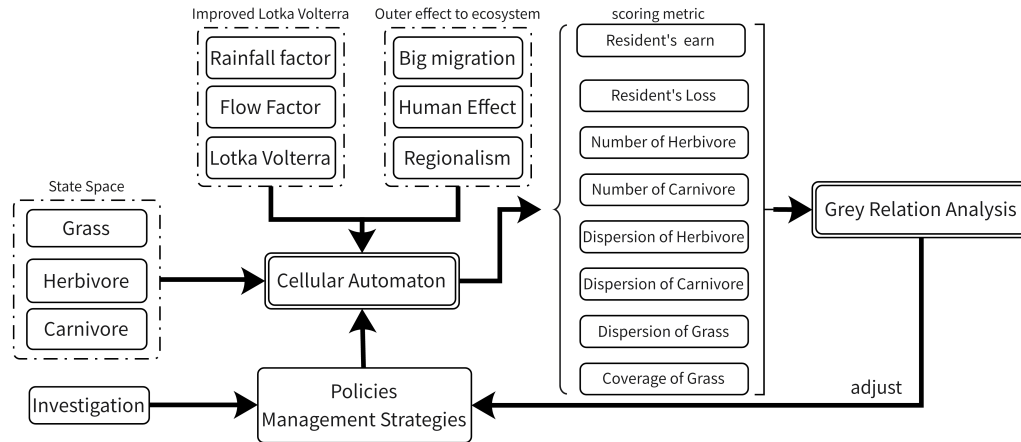 Improved Lotka Volterra
Rainfall factor
Flow Factor
Lotka Volterra
Outer effect to ecosystem
Big migration
Human Effect
Regionalism
scoring metric
Resident's earn
Resident's Loss
Number of Herbivore
Number of Carnivore
Dispersion of Herbivore
Dispersion of Carnivore
Dispersion of Grass
Coverage of Grass
State Space
Grass
Herbivore
Carnivore
Cellular Automaton
Grey Relation Analysis
Investigation
Policies
Management Strategies
adjust